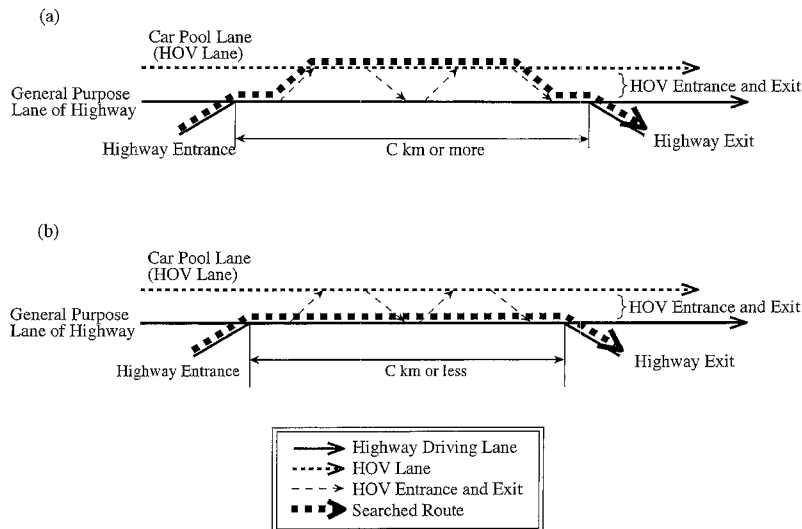 (a)
Car Pool Lane
(HOV Lane)
HOV Entrance and Exit
General Purpose
Lane of Highway
Highway Entrance
C km or more
Highway Exit
(b)
Car Pool Lane
(HOV Lane)
HOV Entrance and Exit
General Purpose
Lane of Highway
Highway Entrance
C km or less
Highway Exit
Highway Driving Lane
HOV Lane
HOV Entrance and Exit
Searched Route